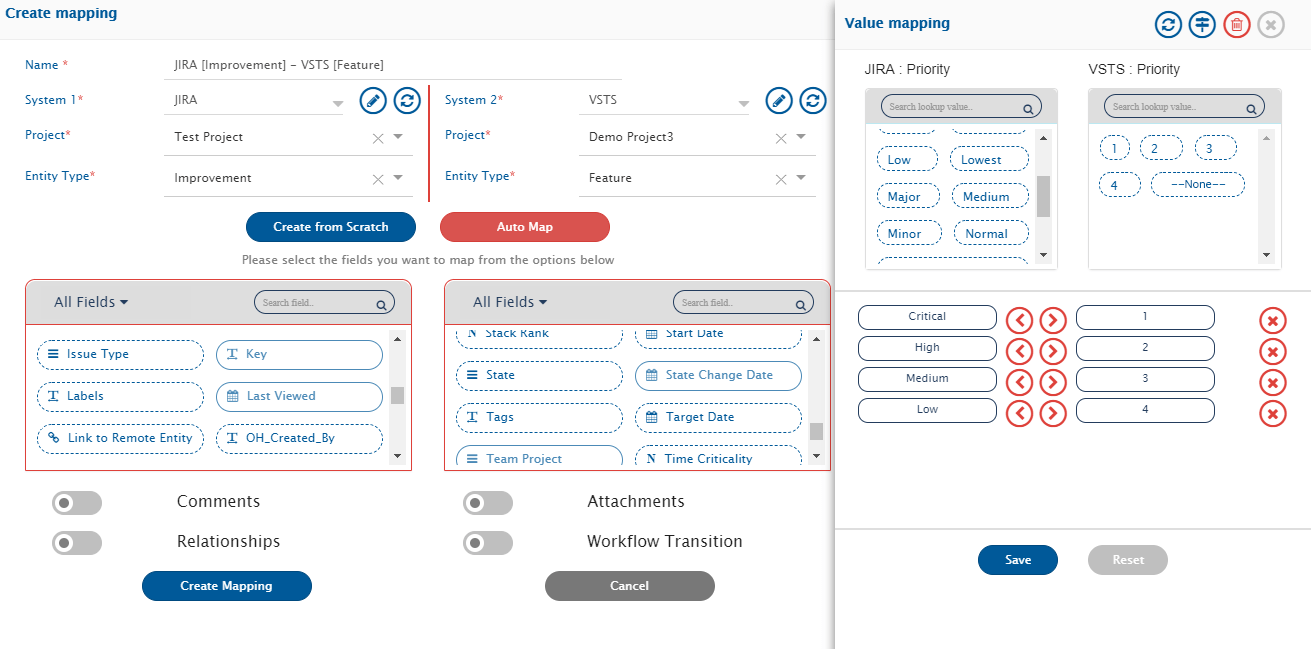 Create mapping
Name *
JIRA [Improvement] – VSTS [Feature]
System 1*
JIRA
System 2*
VSTS
Project*
Test Project
Project*
Demo Project3
Entity Type*
Improvement
Entity Type*
Feature
Create from Scratch
Auto Map
Please select the fields you want to map from the options below
All Fields
Search field..
Issue Type
Key
Labels
Last Viewed
Link to Remote Entity
OH_Created_By
All Fields
Search field..
N Stack Rank
Start Date
State
State Change Date
Tags
Target Date
Team Project
N Time Criticality
Comments
Attachments
Relationships
Workflow Transition
Create Mapping
Cancel
Value mapping
JIRA : Priority
Search lookup value..
Low
Lowest
Major
Medium
Minor
Normal
VSTS : Priority
Search lookup value..
1
2
3
4
--None--
Critical
1
High
2
Medium
3
Low
4
Save
Reset